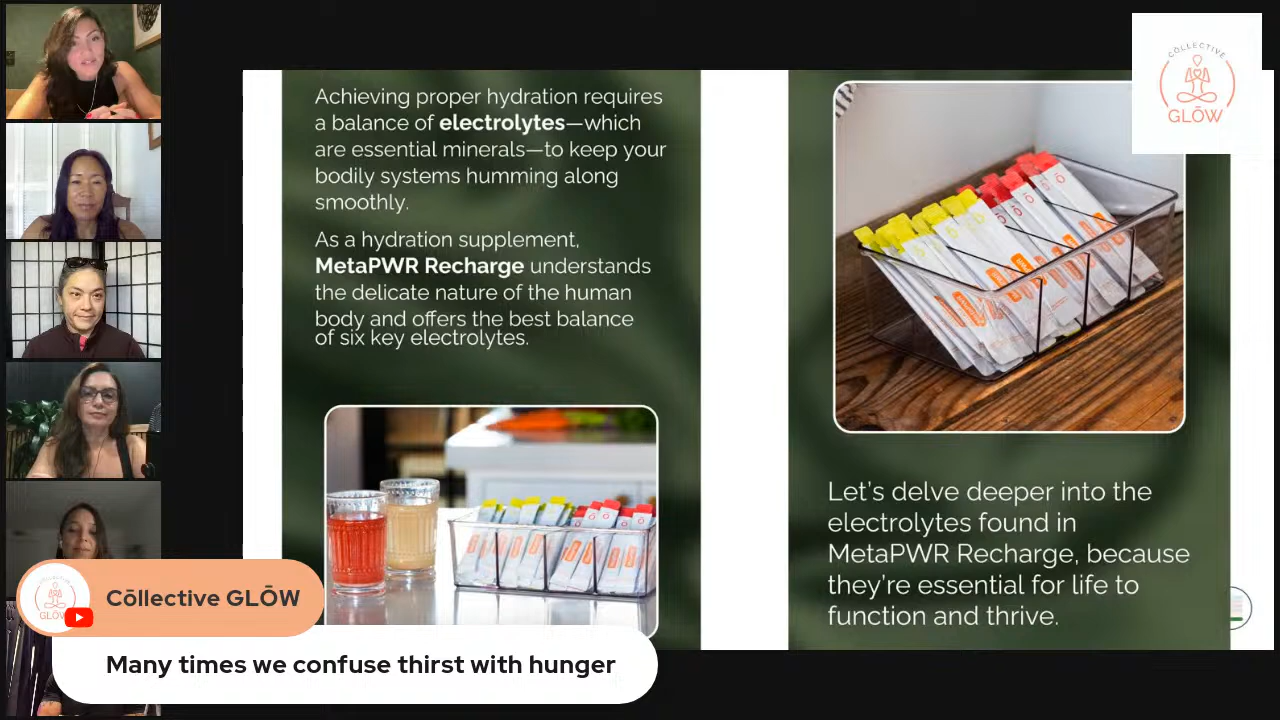 Achieving proper hydration requires
a balance of electrolytes—which
are essential minerals—to keep your
bodily systems humming along
smoothly.
As a hydration supplement,
MetaPWR Recharge understands
the delicate nature of the human
body and offers the best balance
of six key electrolytes.
Let's delve deeper into the
electrolytes found in
MetaPWR Recharge, because
they're essential for life to
function and thrive.
CŌLLECTIVE
GLŌW
Cōllective GLŌW
Many times we confuse thirst with hunger